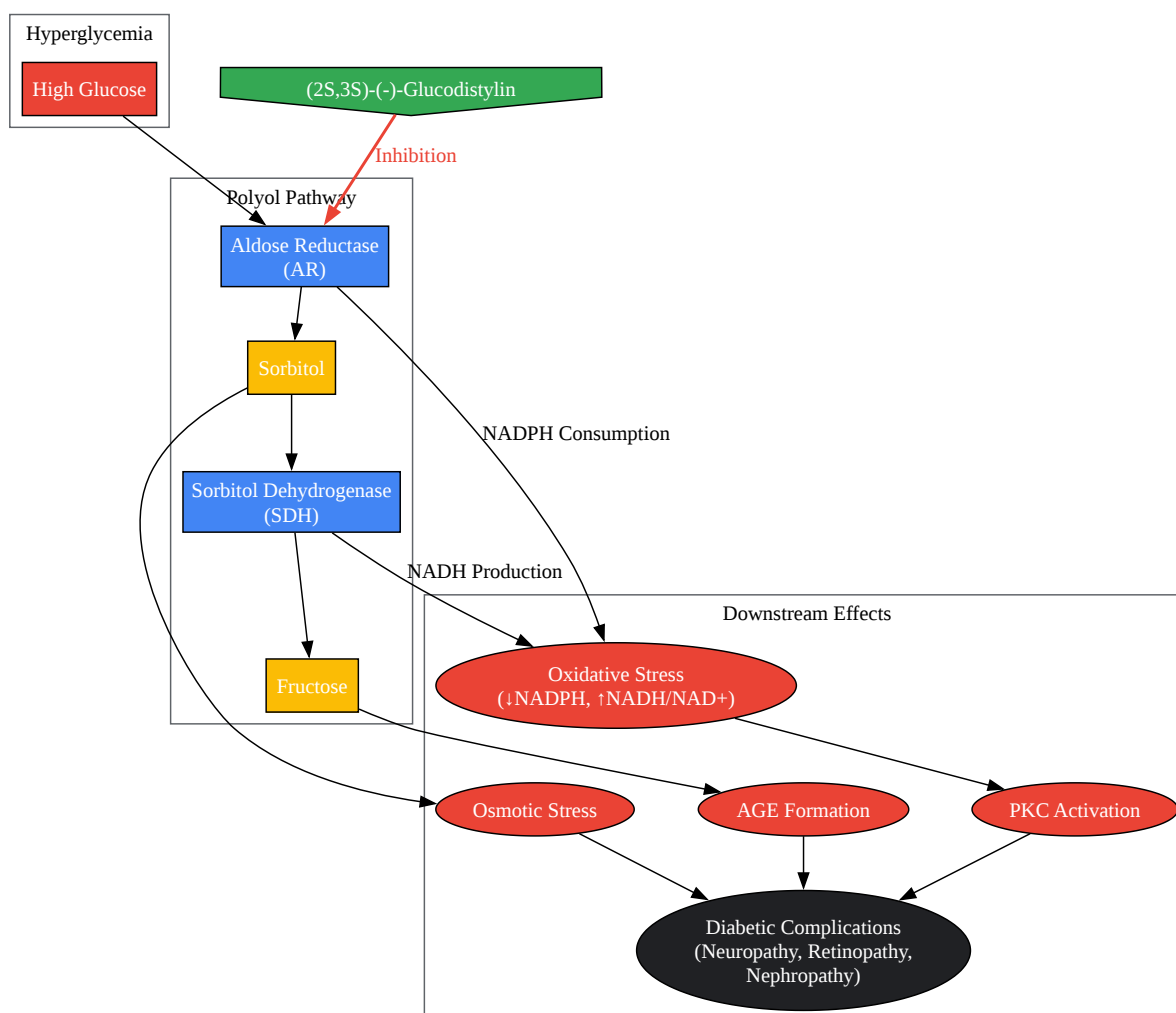 Hyperglycemia
High Glucose
(2S,3S)-(-)-Glucodistylin
Inhibition
Polyol Pathway
Aldose Reductase
(AR)
Sorbitol
NADPH Consumption
Sorbitol Dehydrogenase
(SDH)
NADH Production
Downstream Effects
Oxidative Stress
(↓NADPH, ↑NADH/NAD+)
Fructose
Osmotic Stress
AGE Formation
PKC Activation
Diabetic Complications
(Neuropathy, Retinopathy,
Nephropathy)